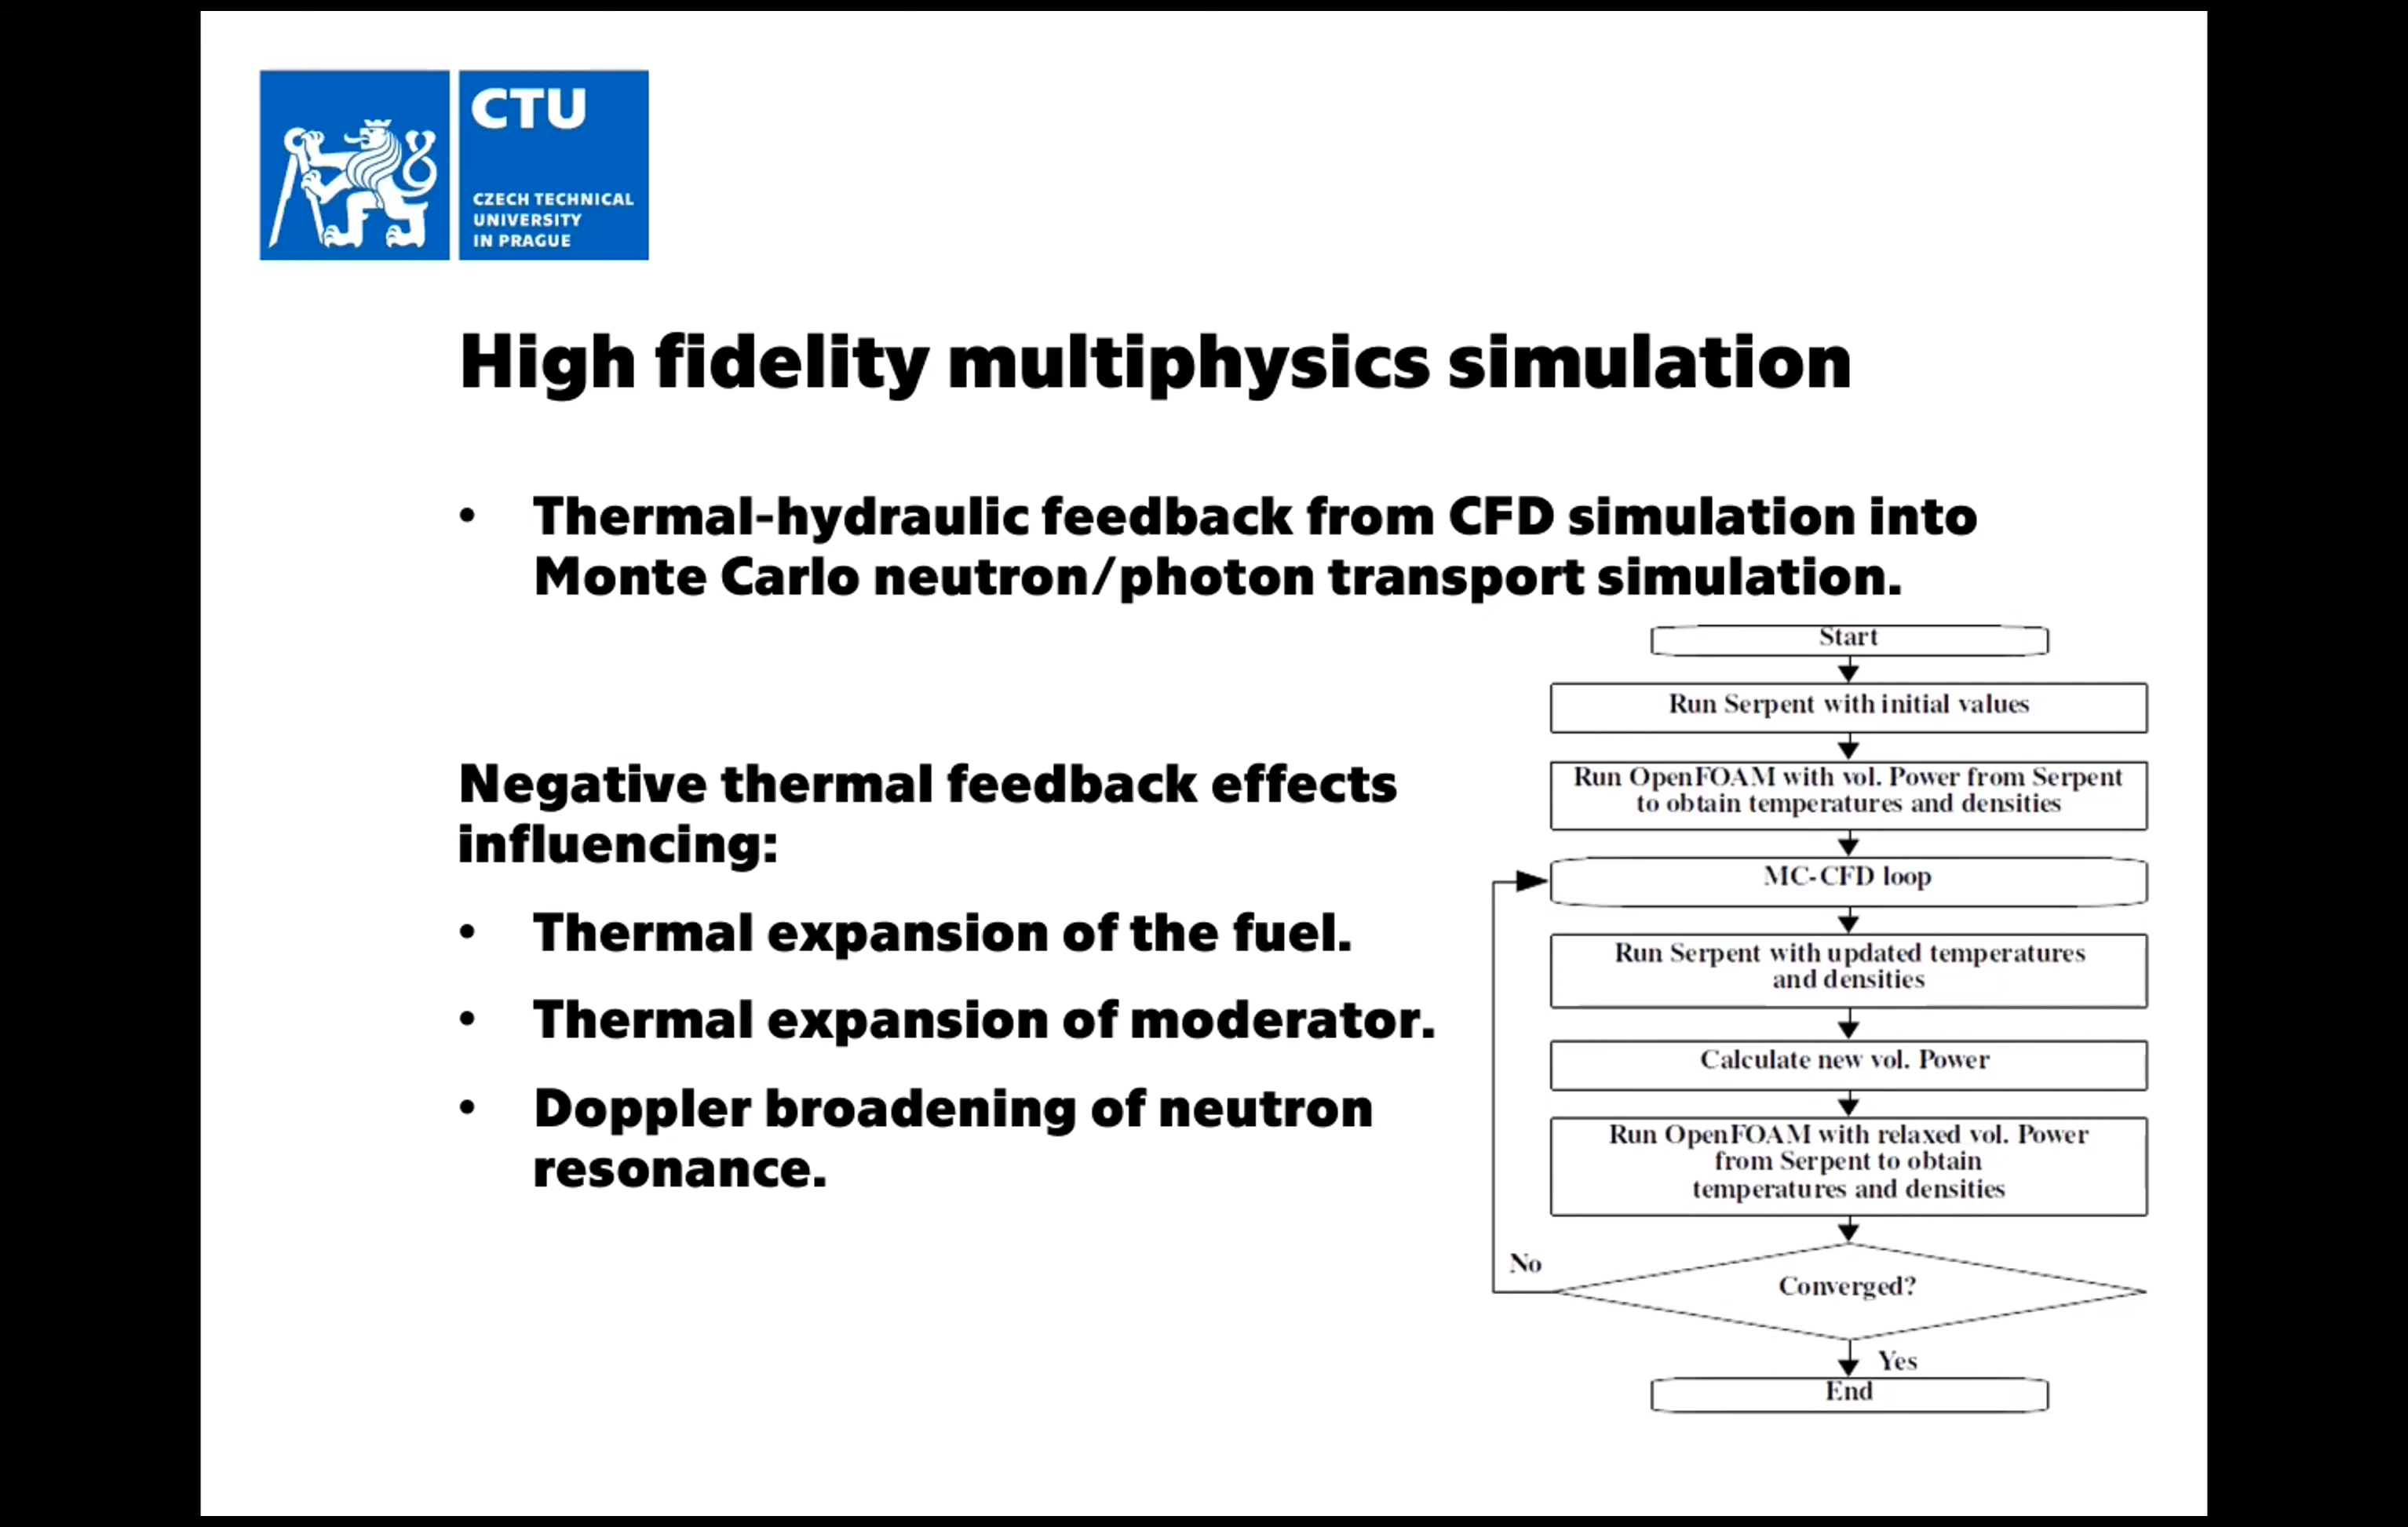 CTU
CZECH TECHNICAL
UNIVERSITY
IN PRAGUE
High fidelity multiphysics simulation
• Thermal-hydraulic feedback from CFD simulation into
Monte Carlo neutron/photon transport simulation.
Negative thermal feedback effects
influencing:
• Thermal expansion of the fuel.
• Thermal expansion of moderator.
• Doppler broadening of neutron
resonance.
Start
Run Serpent with initial values
Run OpenFOAM with vol. Power from Serpent
to obtain temperatures and densities
MC-CFD loop
Run Serpent with updated temperatures
and densities
Calculate new vol. Power
Run OpenFOAM with relaxed vol. Power
from Serpent to obtain
temperatures and densities
No
Converged?
Yes
End